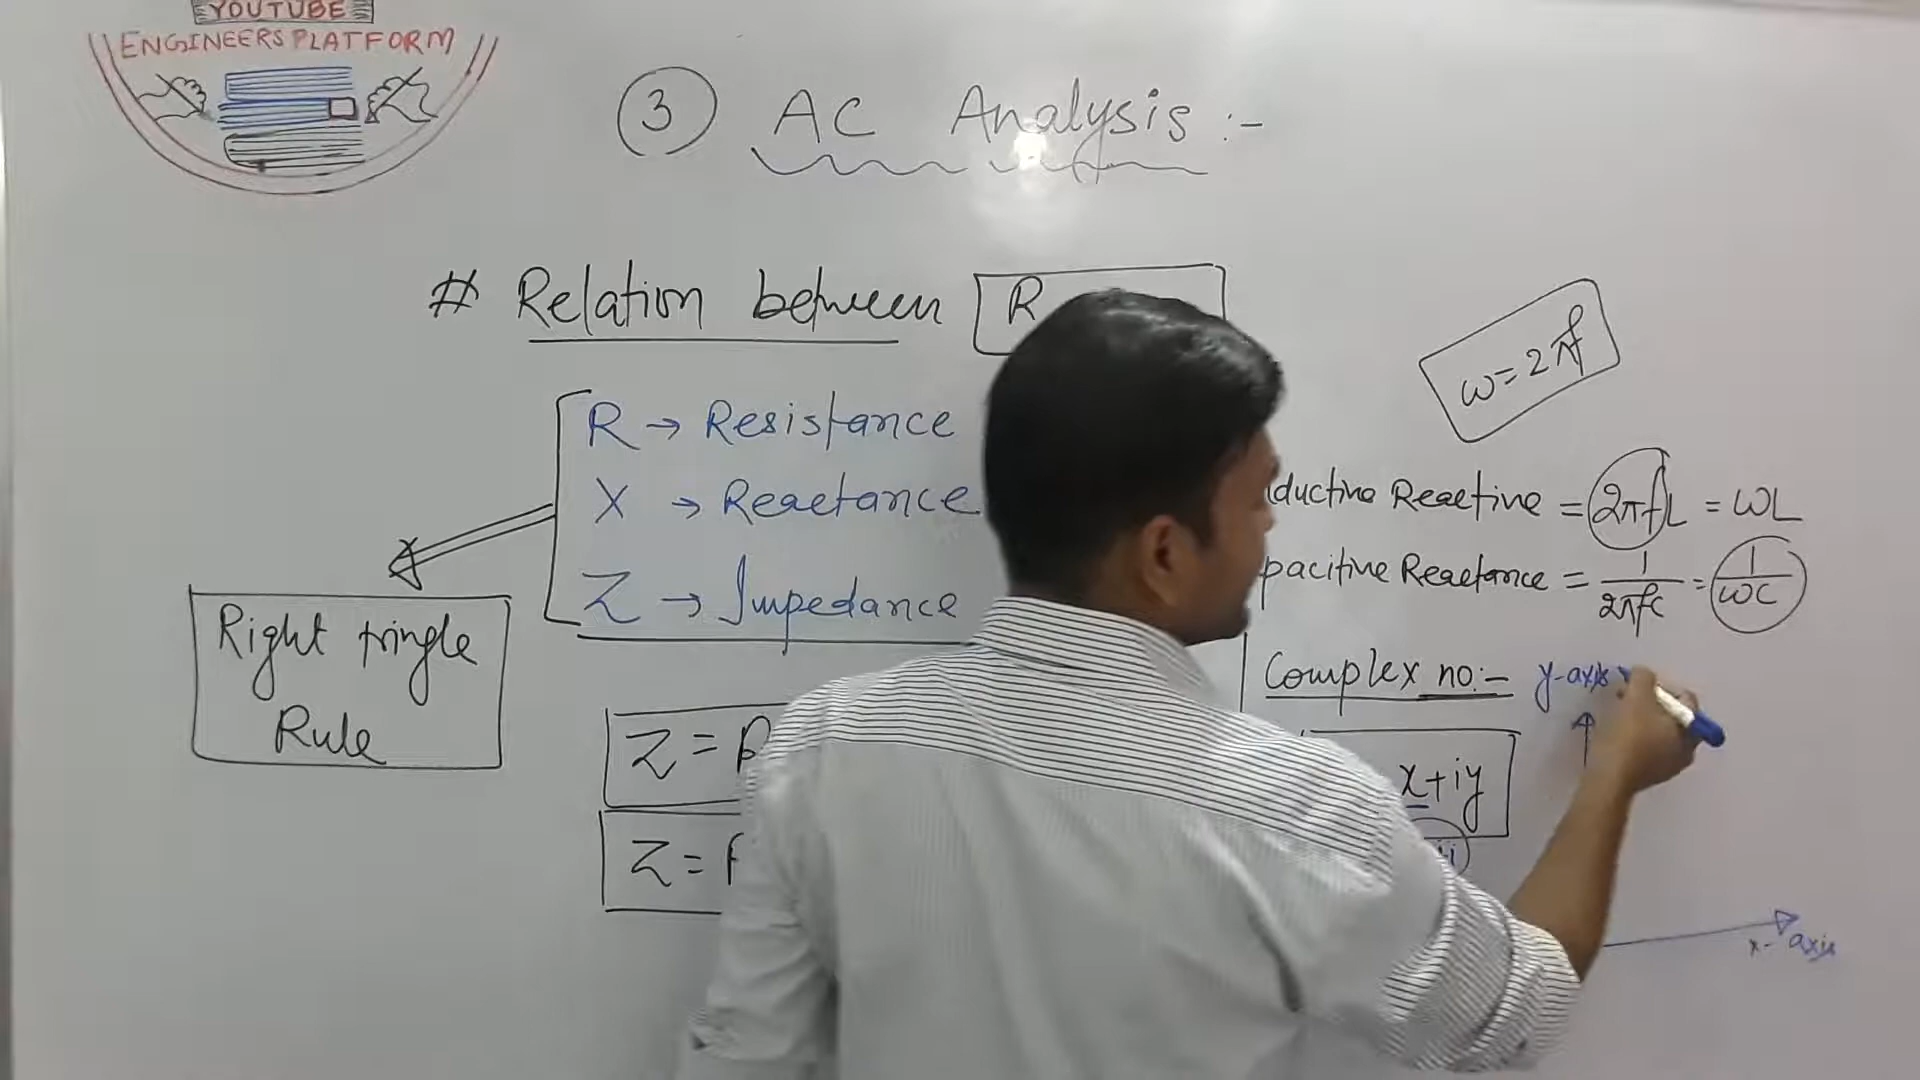 YOUTUBE
ENGINEERS PLATFORM
3 AC Analysis :-
# Relation between R
ω=2πf
R → Resistance
X → Reactance
Z → Impedance
Right tringle
Rule
Z=
Z=
ductive Reactive = 2πfL = ωL
pacitive Reactance = 1/2πfc = 1/ωC
Complex no:- y-axis
x+iy
x- axis